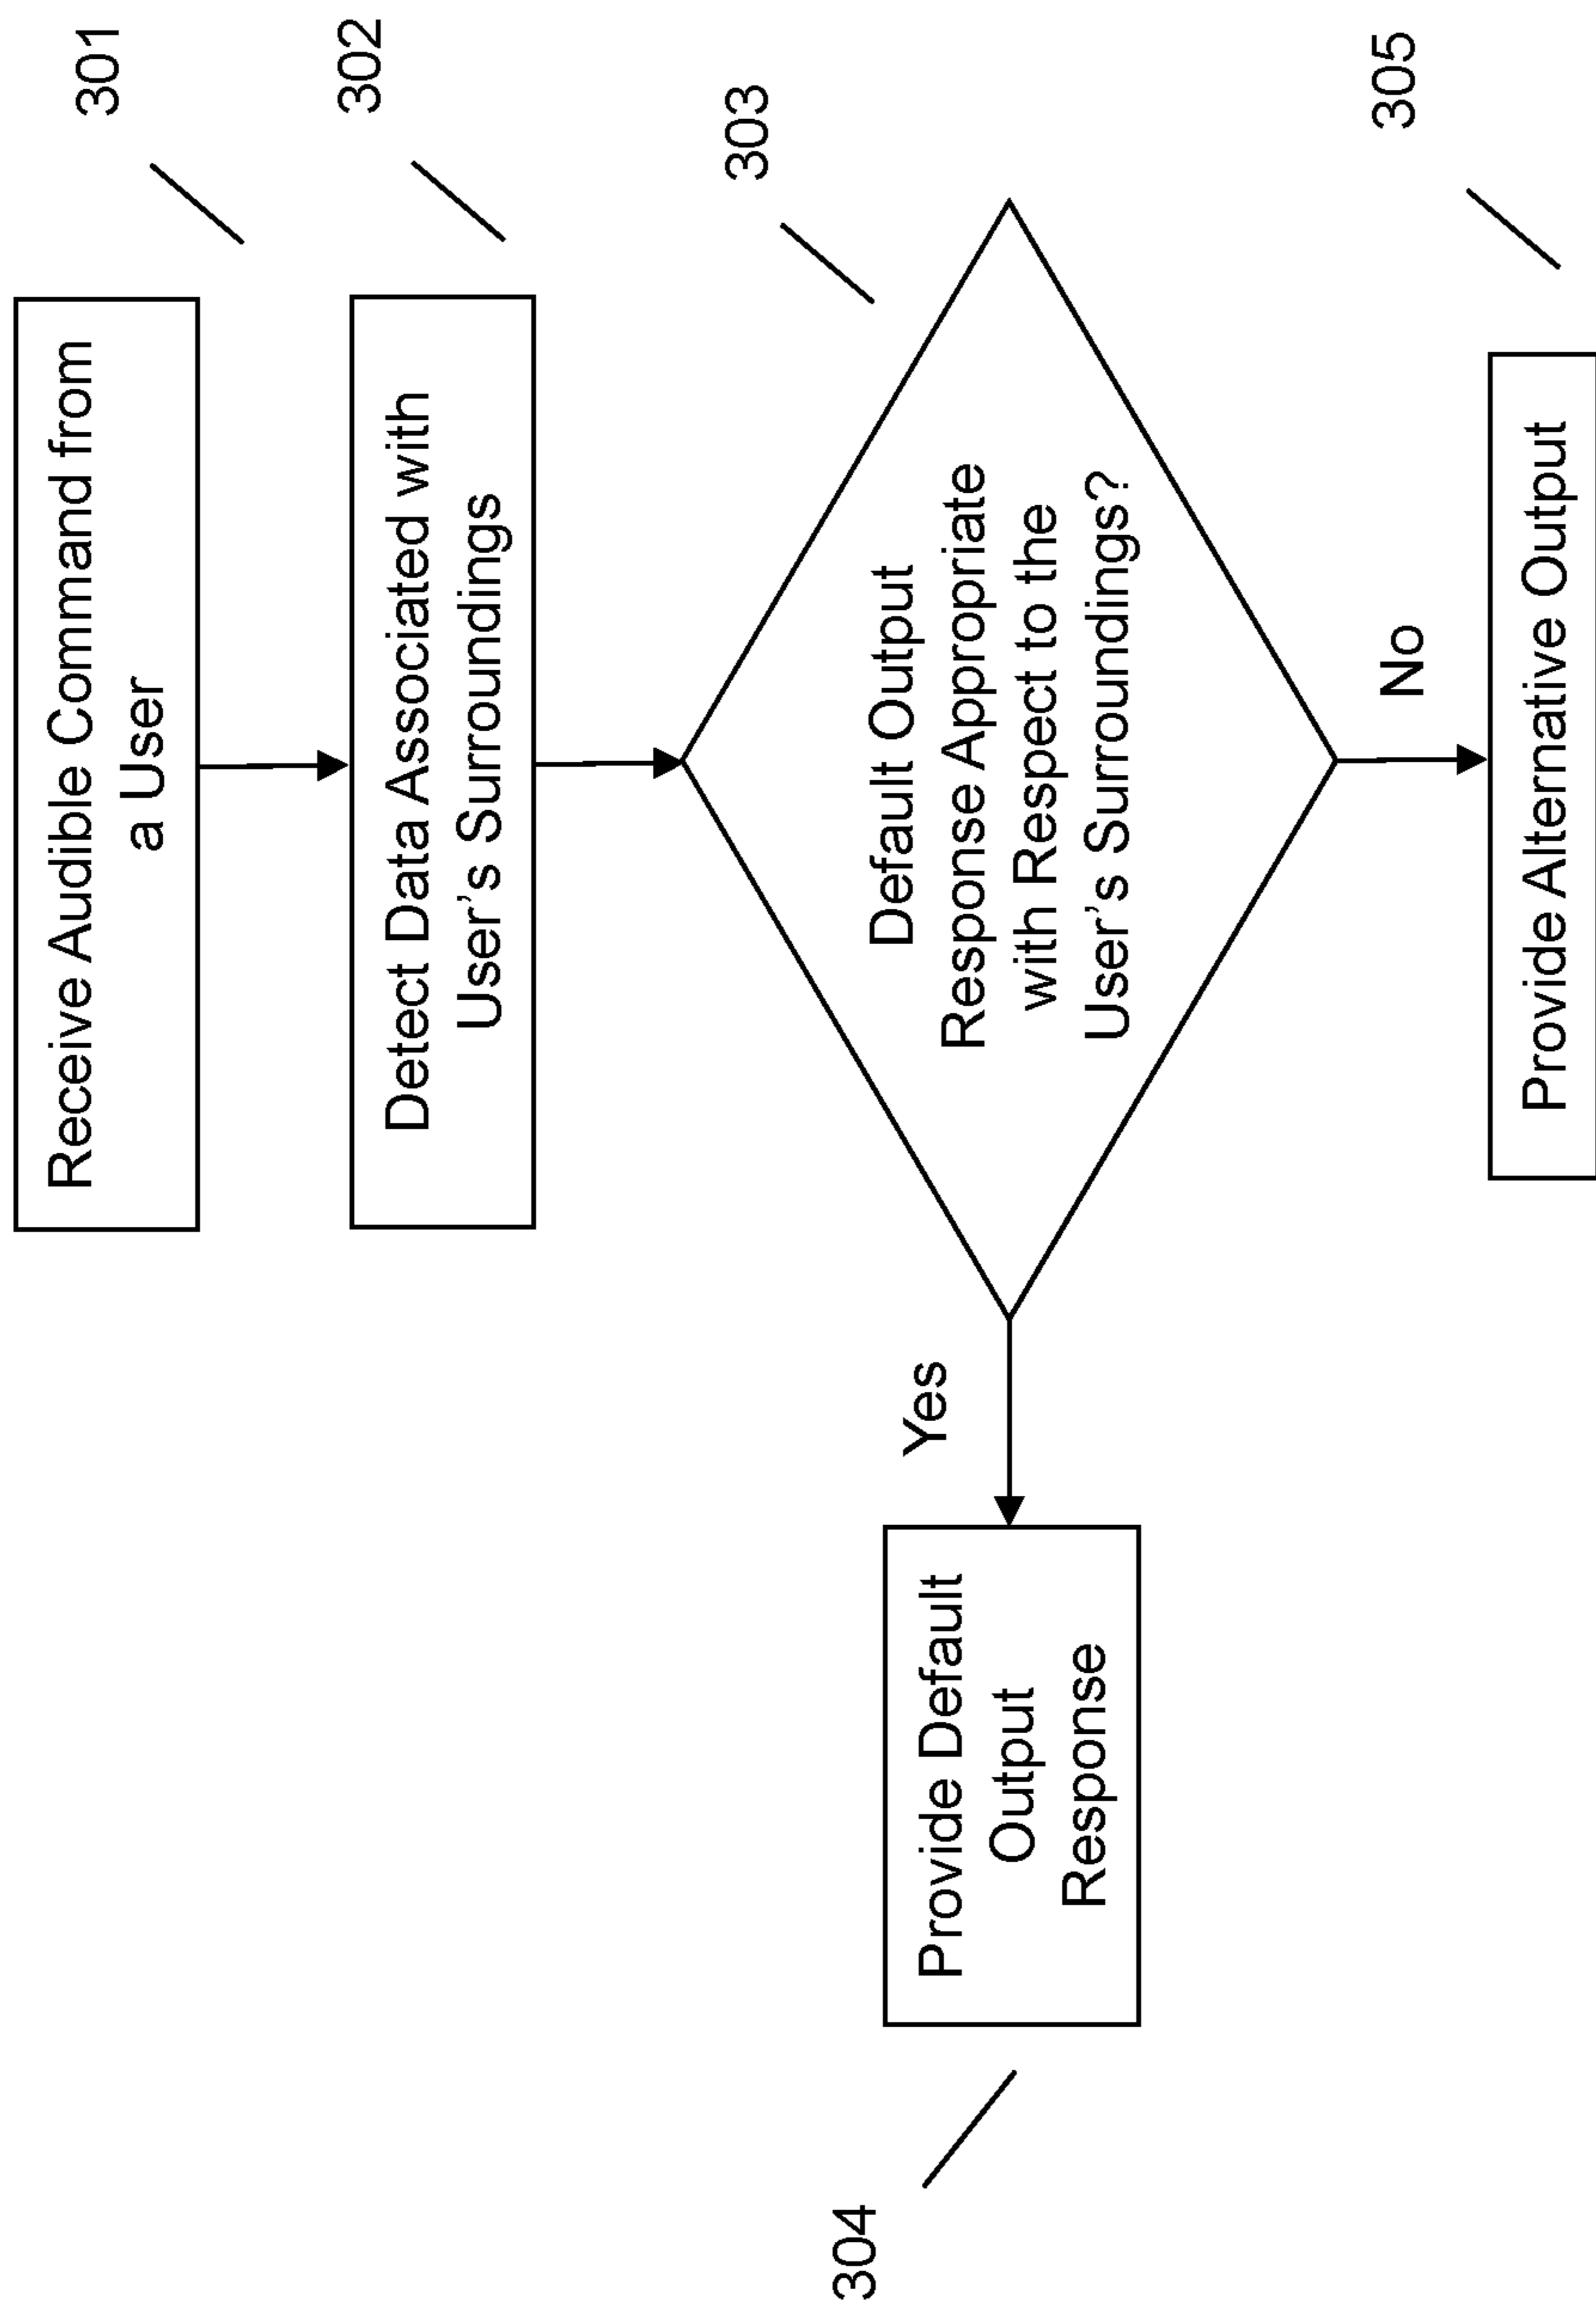 301
Receive Audible Command from
a User
302
Detect Data Associated with
User's Surroundings
303
Default Output
Response Appropriate
with Respect to the
User's Surroundings?
Yes
304
Provide Default
Output
Response
No
305
Provide Alternative Output